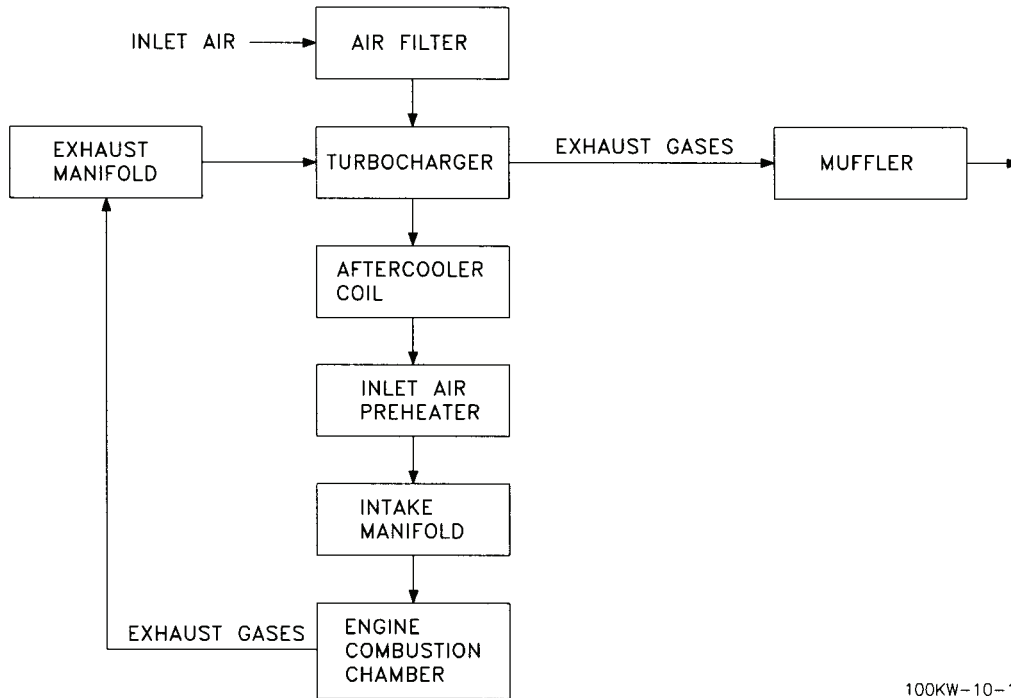 INLET AIR
AIR FILTER
EXHAUST
MANIFOLD
TURBOCHARGER
EXHAUST GASES
MUFFLER
AFTERCOOLER
COIL
INLET AIR
PREHEATER
INTAKE
MANIFOLD
EXHAUST GASES
ENGINE
COMBUSTION
CHAMBER